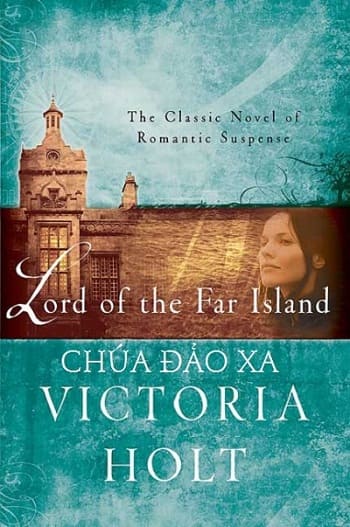 The Classic Novel of
Romantic Suspense
Lord of the Far Island
CHÚA ĐẢO XA
VICTORIA
HOLT